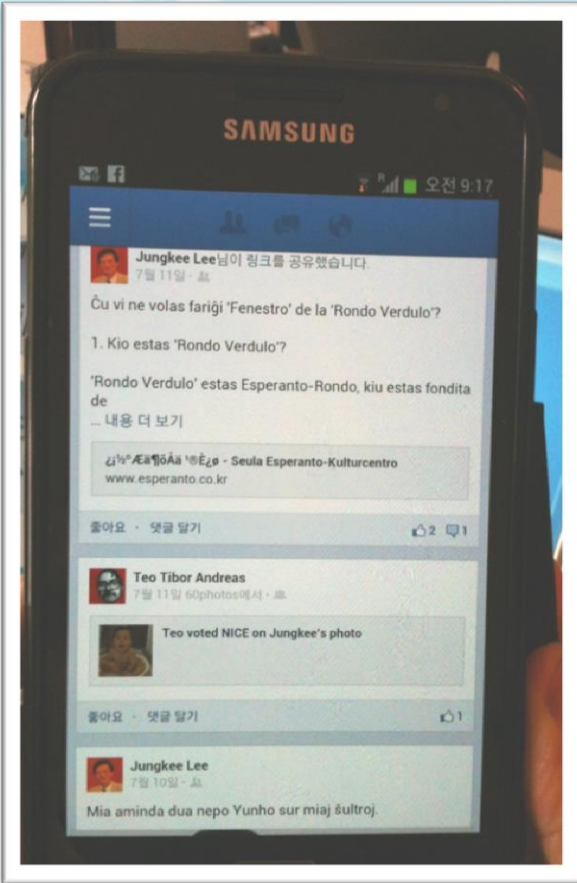 SAMSUNG
오전 9:17
Jungkee Lee님이 링크를 공유했습니다.
7월 11일 ·
Ĉu vi ne volas fariĝi 'Fenestro' de la 'Rondo Verdulo'?
1. Kio estas 'Rondo Verdulo'?
'Rondo Verdulo' estas Esperanto-Rondo, kiu estas fondita
de
... 내용 더 보기
¿¡½º°Æä¶õÅä ¹®È¿ø - Seula Esperanto-Kulturcentro
www.esperanto.co.kr
좋아요 · 댓글 달기 2 1
Teo Tibor Andreas
7월 11일 60photos에서 ·
Teo voted NICE on Jungkee's photo
좋아요 · 댓글 달기 1
Jungkee Lee
7월 10일 ·
Mia aminda dua nepo Yunho sur miaj ŝultroj.